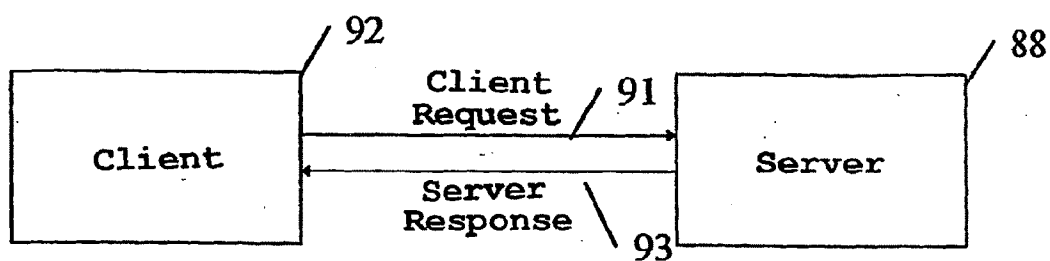 92
88
Client
Request
91
Client
Server
Server
Response
93